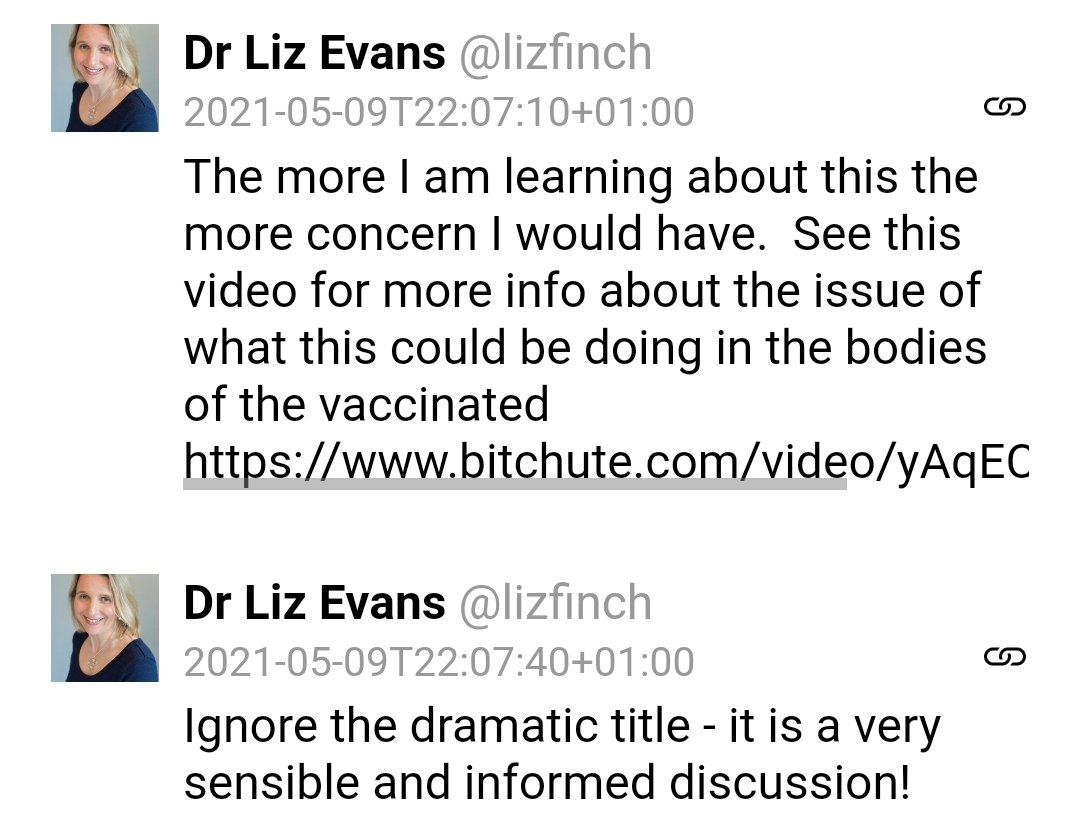 Dr Liz Evans @lizfinch
2021-05-09T22:07:10+01:00
The more I am learning about this the
more concern I would have.  See this
video for more info about the issue of
what this could be doing in the bodies
of the vaccinated
https://www.bitchute.com/video/yAqEC
Dr Liz Evans @lizfinch
2021-05-09T22:07:40+01:00
Ignore the dramatic title - it is a very
sensible and informed discussion!